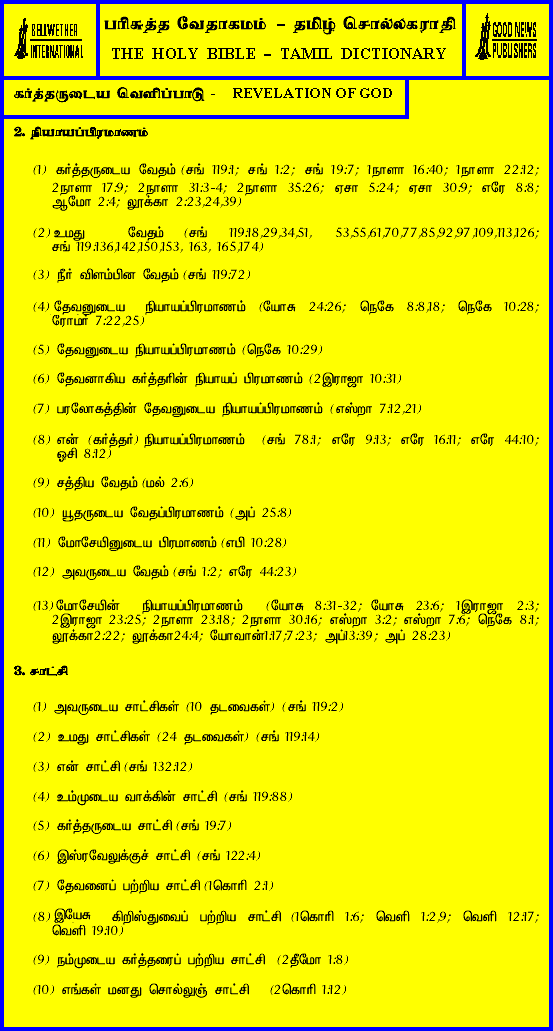 BELLWETHER
INTERNATIONAL
பரிசுத்த வேதாகமம் – தமிழ் சொல்லகராதி
THE HOLY BIBLE – TAMIL DICTIONARY
GOOD NEWS
PUBLISHERS
கர்த்தருடைய வெளிப்பாடு - REVELATION OF GOD
2. நியாயப்பிரமாணம்
(1) கர்த்தருடைய வேதம் (சங் 119:1; சங் 1:2; சங் 19:7; 1நாளா 16:40; 1நாளா 22:12;
2நாளா 17:9; 2நாளா 31:3-4; 2நாளா 35:26; ஏசா 5:24; ஏசா 30:9; எரே 8:8;
ஆமோ 2:4; லூக்கா 2:23,24,39)
(2) உமது வேதம் (சங் 119:18,29,34,51, 53,55,61,70,77,85,92,97,109,113,126;
சங் 119:136,142,150,153, 163, 165,174)
(3) நீர் விளம்பின வேதம் (சங் 119:72)
(4) தேவனுடைய நியாயப்பிரமாணம் (யோசு 24:26; நெகே 8:8,18; நெகே 10:28;
ரோமர் 7:22,25)
(5) தேவனுடைய நியாயப்பிரமாணம் (நெகே 10:29)
(6) தேவனாகிய கர்த்தரின் நியாயப் பிரமாணம் (2இராஜா 10:31)
(7) பரலோகத்தின் தேவனுடைய நியாயப்பிரமாணம் (எஸ்றா 7:12,21)
(8) என் (கர்த்தர்) நியாயப்பிரமாணம் (சங் 78:1; எரே 9:13; எரே 16:11; எரே 44:10;
ஓசி 8:12)
(9) சத்திய வேதம் (மல் 2:6)
(10) யூதருடைய வேதப்பிரமாணம் (அப் 25:8)
(11) மோசேயினுடைய பிரமாணம் (எபி 10:28)
(12) அவருடைய வேதம் (சங் 1:2; எரே 44:23)
(13) மோசேயின் நியாயப்பிரமாணம் (யோசு 8:31-32; யோசு 23:6; 1இராஜா 2:3;
2இராஜா 23:25; 2நாளா 23:18; 2நாளா 30:16; எஸ்றா 3:2; எஸ்றா 7:6; நெகே 8:1;
லூக்கா2:22; லூக்கா24:4; யோவான்1:17;7:23; அப்13:39; அப் 28:23)
3. சாட்சி
(1) அவருடைய சாட்சிகள் (10 தடவைகள்) (சங் 119:2)
(2) உமது சாட்சிகள் (24 தடவைகள்) (சங் 119:14)
(3) என் சாட்சி (சங் 132:12)
(4) உம்முடைய வாக்கின் சாட்சி (சங் 119:88)
(5) கர்த்தருடைய சாட்சி (சங் 19:7)
(6) இஸ்ரவேலுக்குச் சாட்சி (சங் 122:4)
(7) தேவனைப் பற்றிய சாட்சி (1கொரி 2:1)
(8) இயேசு கிறிஸ்துவைப் பற்றிய சாட்சி (1கொரி 1:6; வெளி 1:2,9; வெளி 12:17;
வெளி 19:10)
(9) நம்முடைய கர்த்தரைப் பற்றிய சாட்சி (2தீமோ 1:8)
(10) எங்கள் மனது சொல்லுஞ் சாட்சி (2கொரி 1:12)